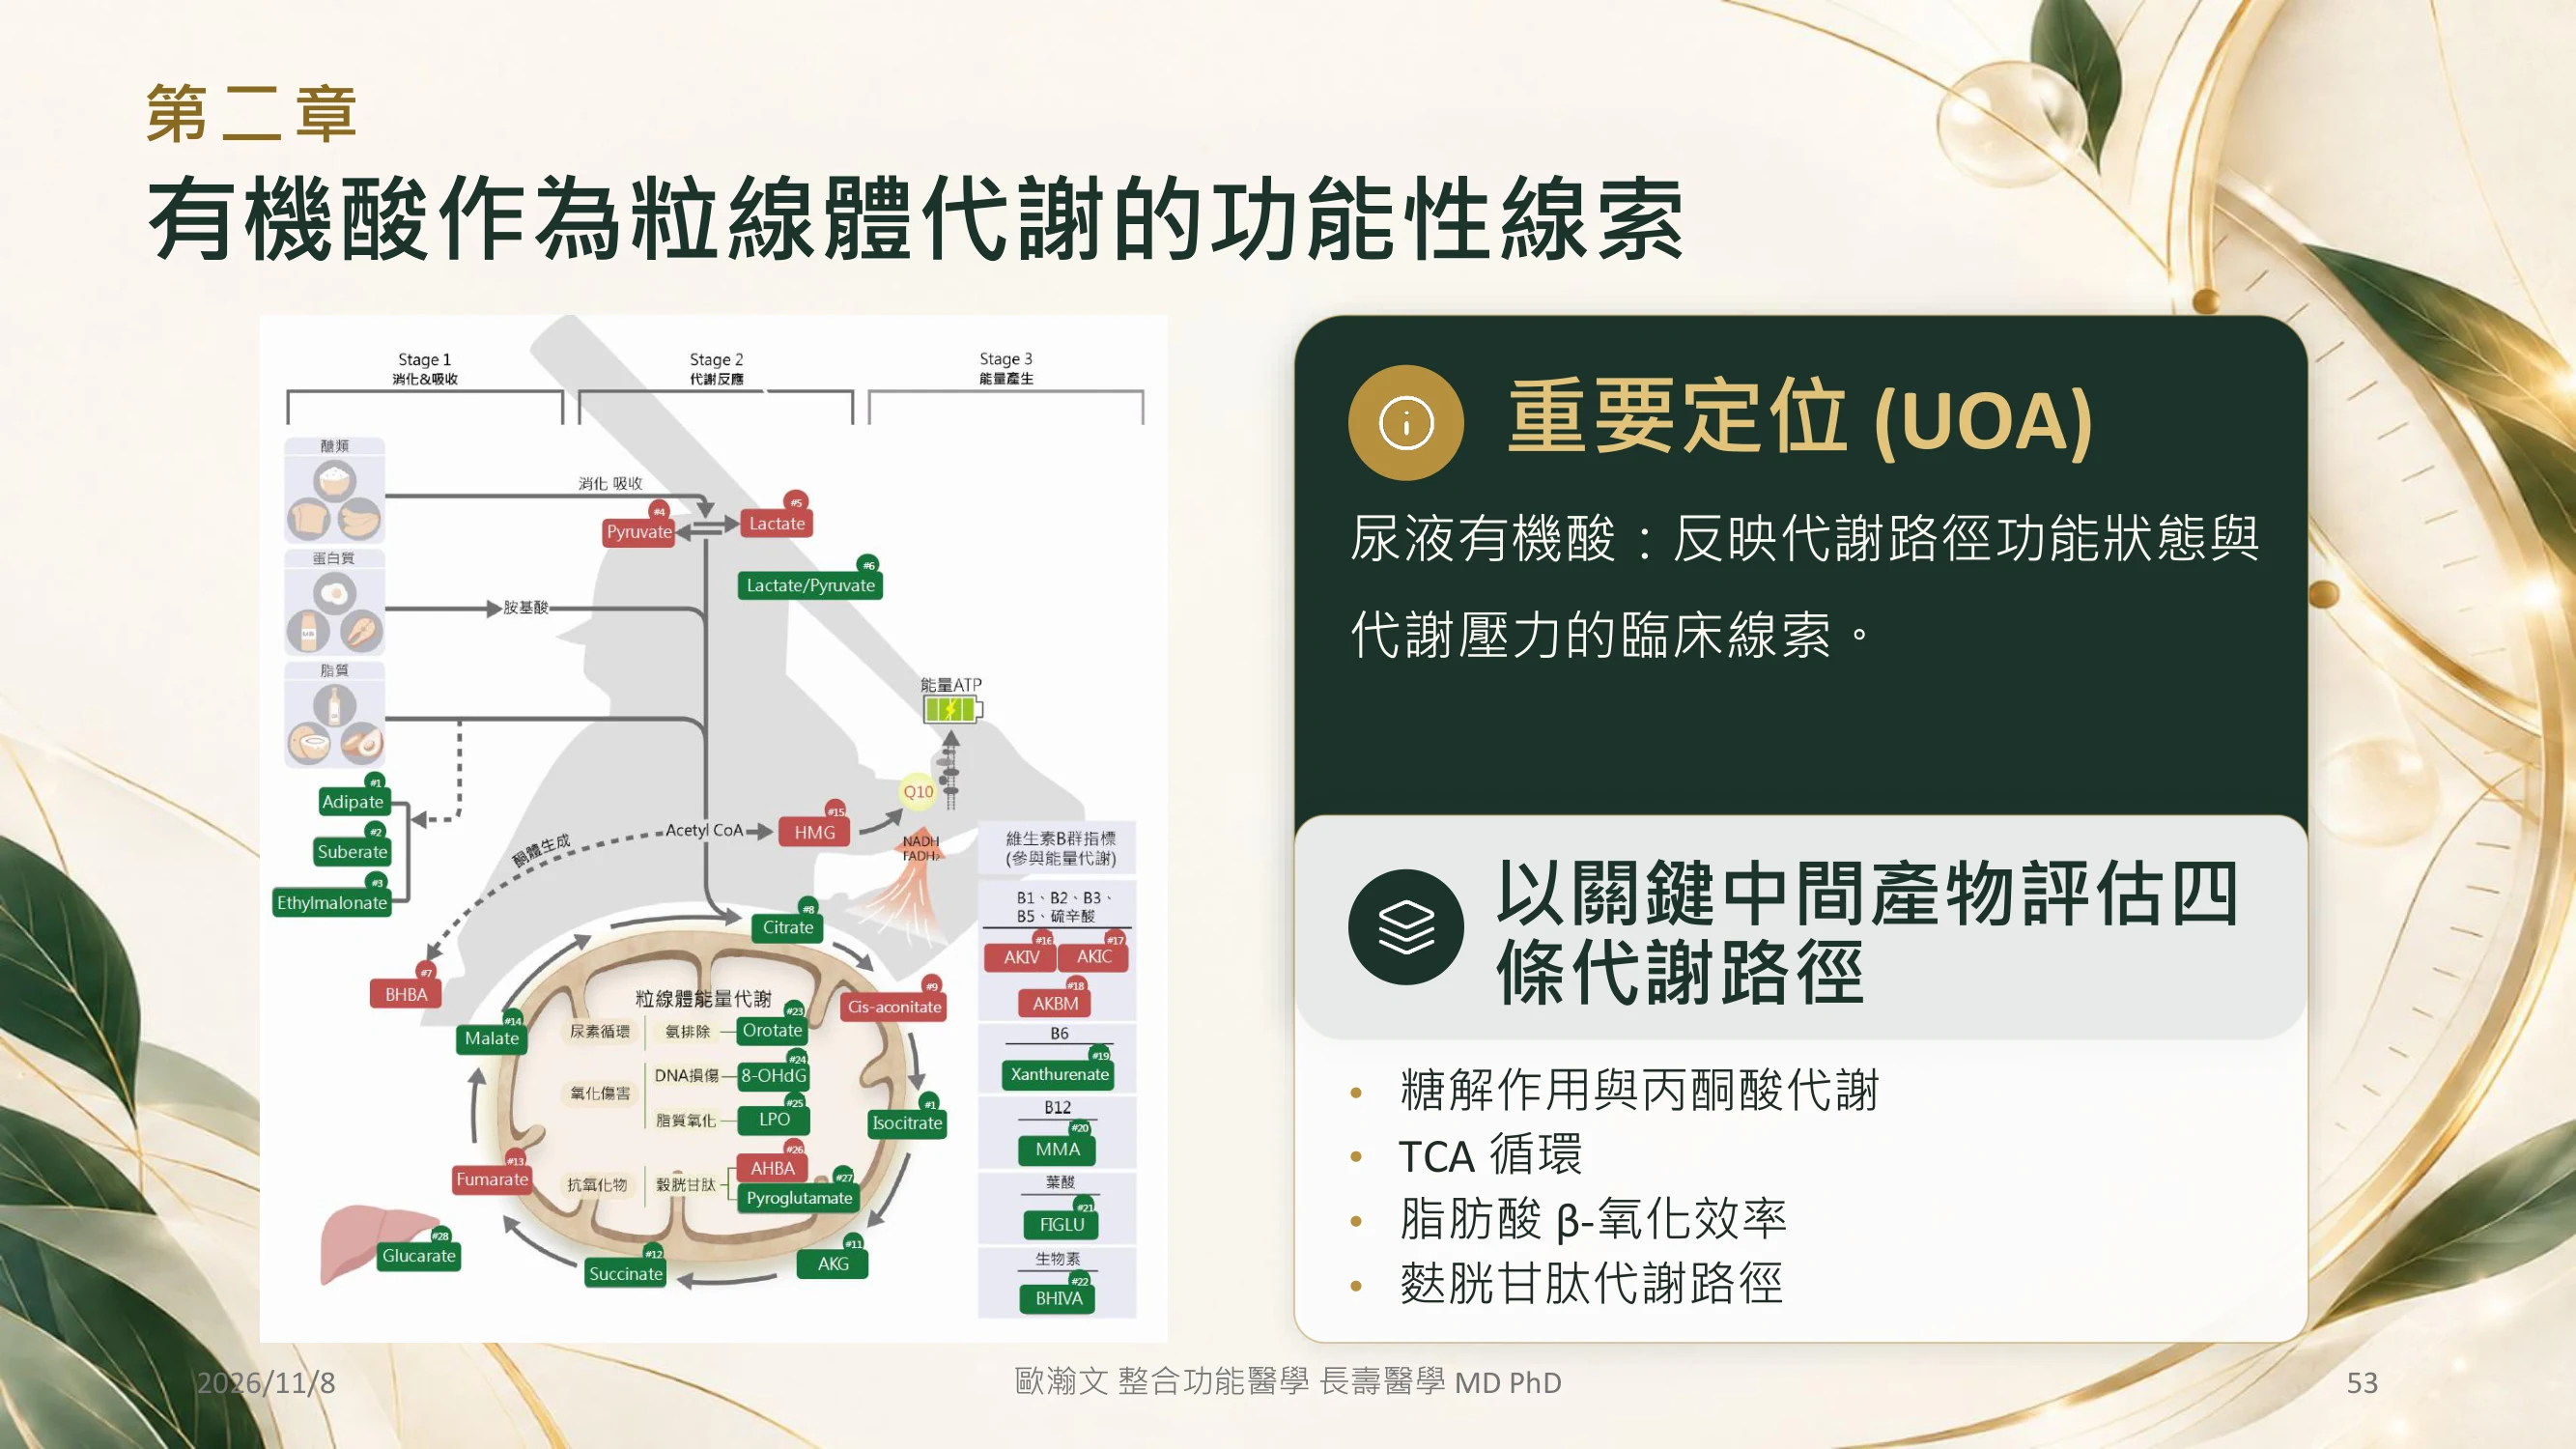 第二章
有機酸作為粒線體代謝的功能性線索
Stage 1
消化&吸收
Stage 2
代謝反應
Stage 3
能量產生
醣類
蛋白質
脂質
消化 吸收
胺基酸
#4
Pyruvate
#5
Lactate
#6
Lactate/Pyruvate
#1
Adipate
#2
Suberate
#3
Ethylmalonate
能量ATP
Q10
NADH
FADH₂
酮體生成
Acetyl CoA
#15
HMG
#7
BHBA
#8
Citrate
#9
Cis-aconitate
#1
Isocitrate
#11
AKG
#12
Succinate
#13
Fumarate
#14
Malate
#28
Glucarate
粒線體能量代謝
尿素循環 氨排除
#23
Orotate
氧化傷害
DNA損傷
#24
8-OHdG
脂質氧化
#25
LPO
抗氧化物 穀胱甘肽
#26
AHBA
#27
Pyroglutamate
維生素B群指標
(參與能量代謝)
B1、B2、B3、
B5、硫辛酸
#16
AKIV
#17
AKIC
#18
AKBM
B6
#19
Xanthurenate
B12
#20
MMA
葉酸
#21
FIGLU
生物素
#22
BHIVA
重要定位 (UOA)
尿液有機酸：反映代謝路徑功能狀態與
代謝壓力的臨床線索。
以關鍵中間產物評估四
條代謝路徑
• 糖解作用與丙酮酸代謝
• TCA 循環
• 脂肪酸 β-氧化效率
• 麩胱甘肽代謝路徑
2026/11/8
歐瀚文 整合功能醫學 長壽醫學 MD PhD
53